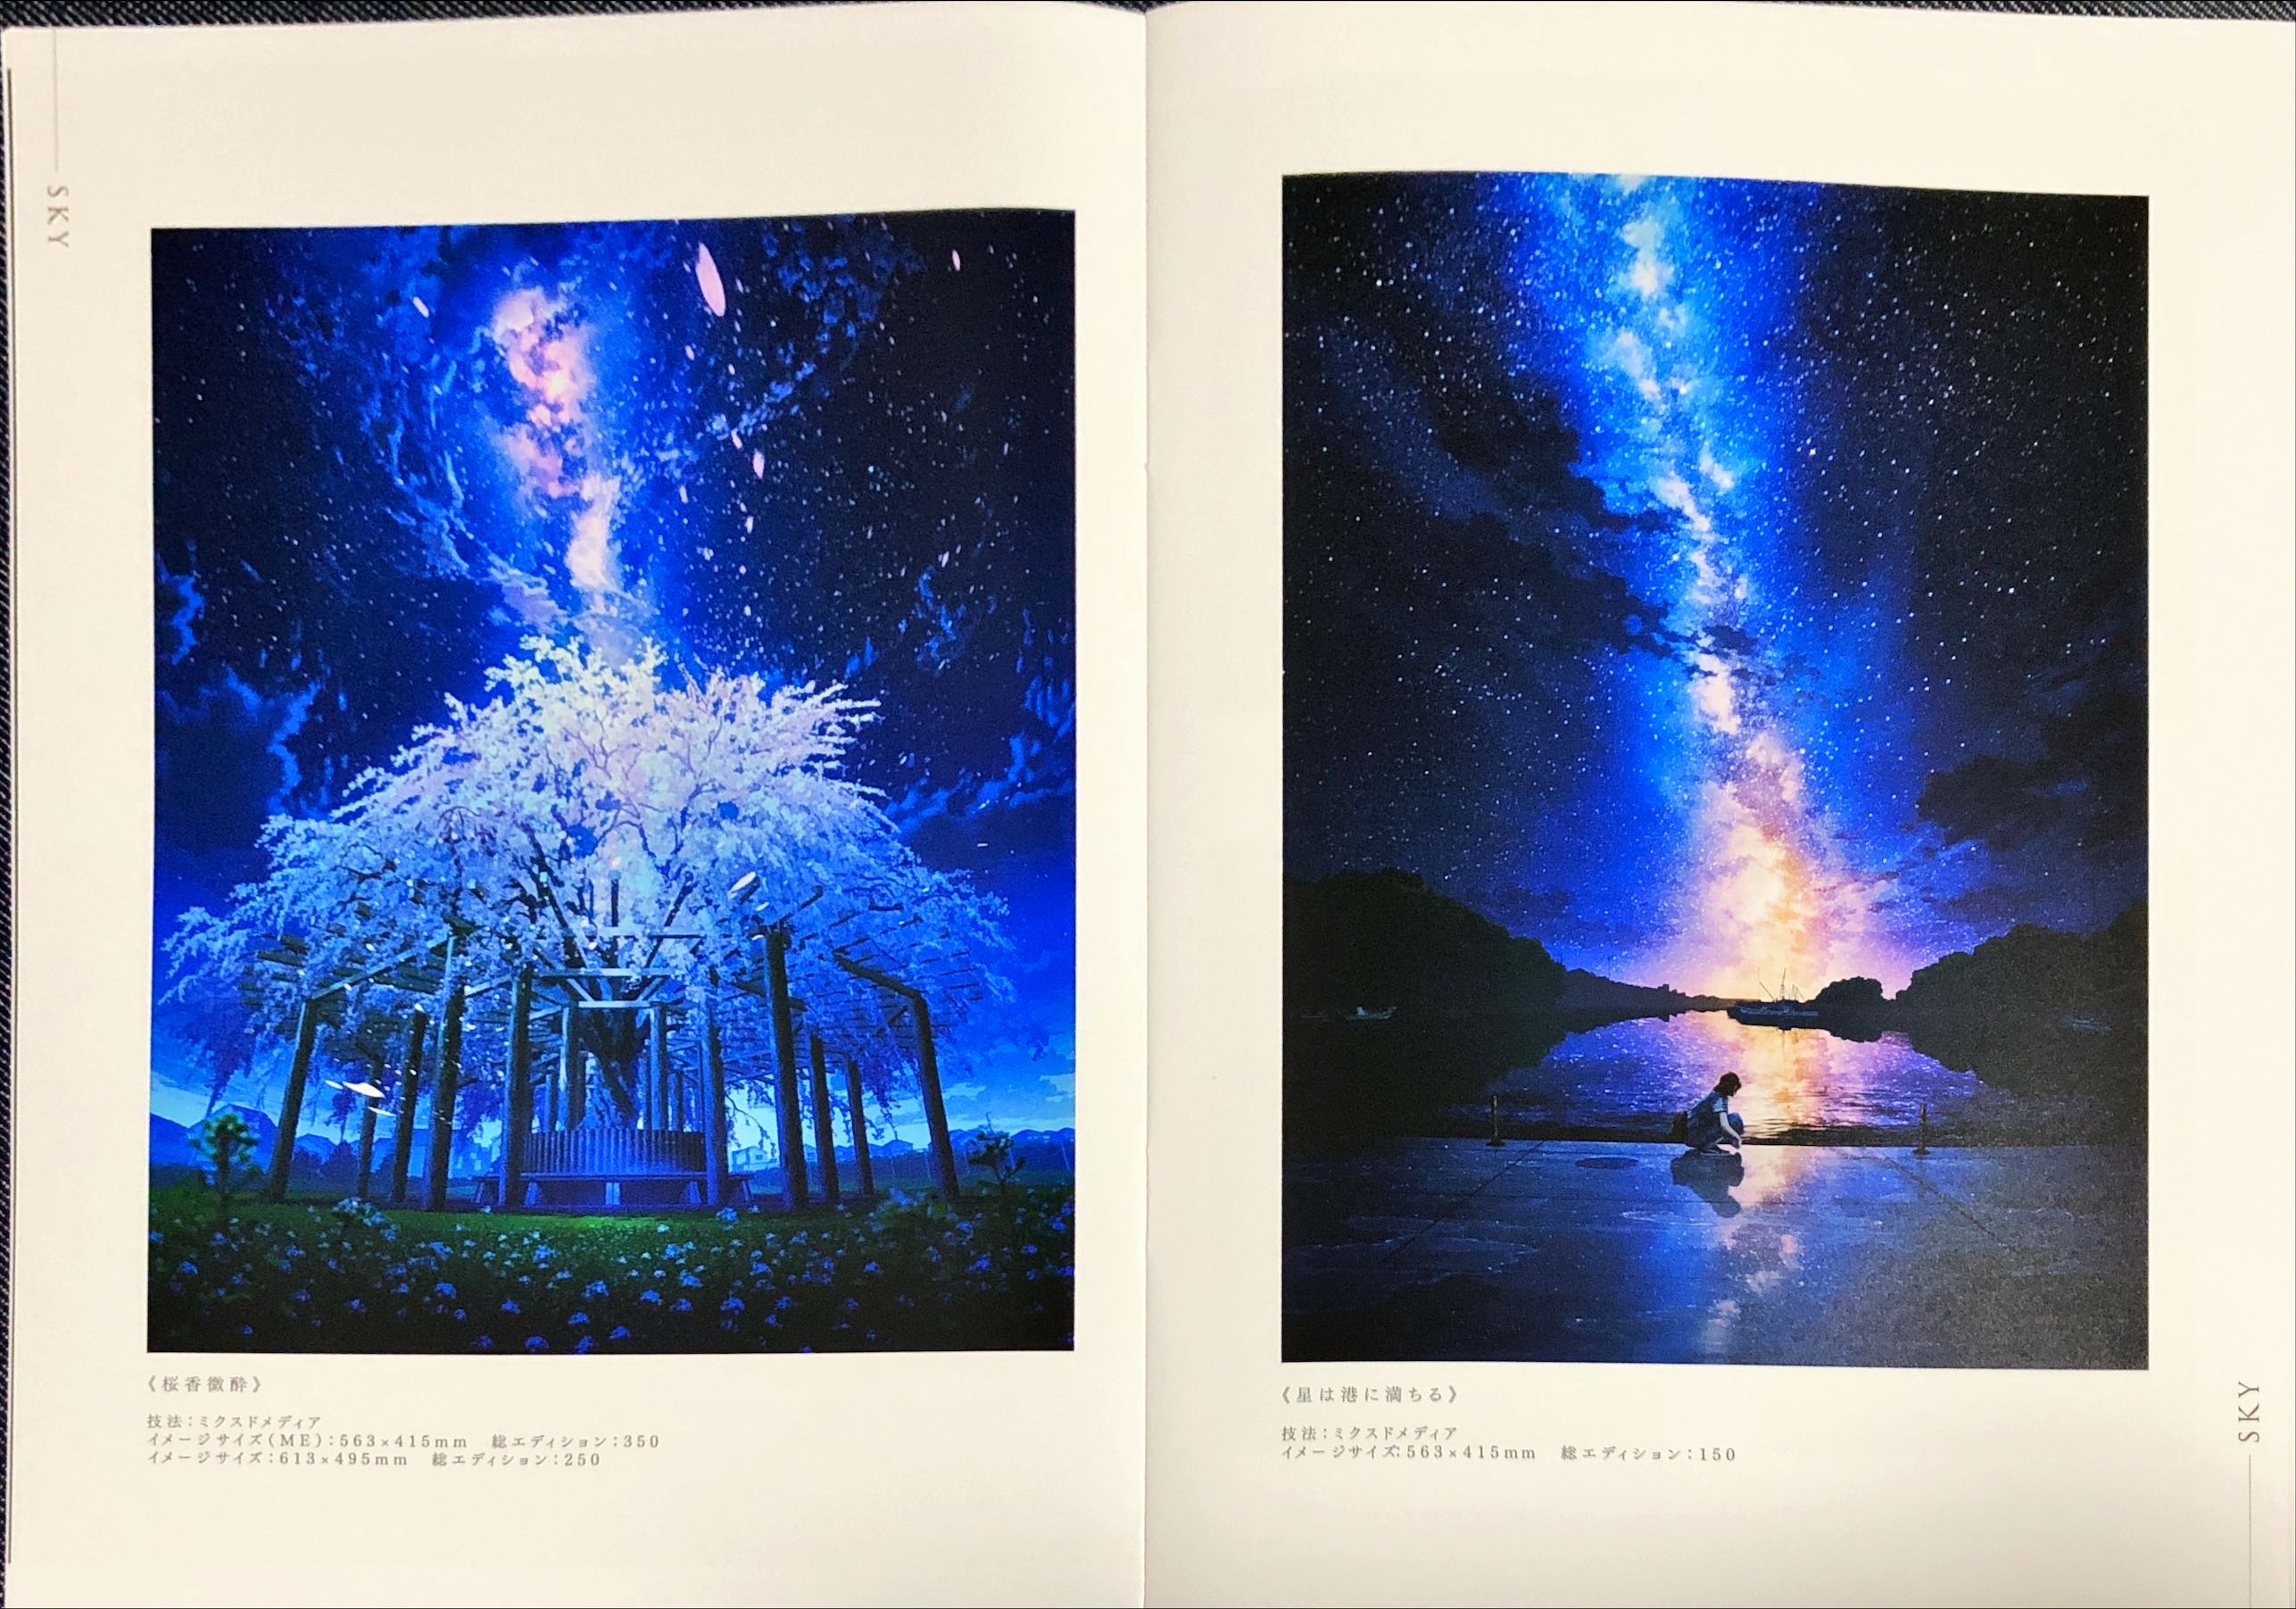 SKY
《桜香微酔》
技法：ミクスドメディア
イメージサイズ(ME)：563×415mm　総エディション：350
イメージサイズ：613×495mm　総エディション：250
《星は港に満ちる》
技法：ミクスドメディア
イメージサイズ：563×415mm　総エディション：150
SKY